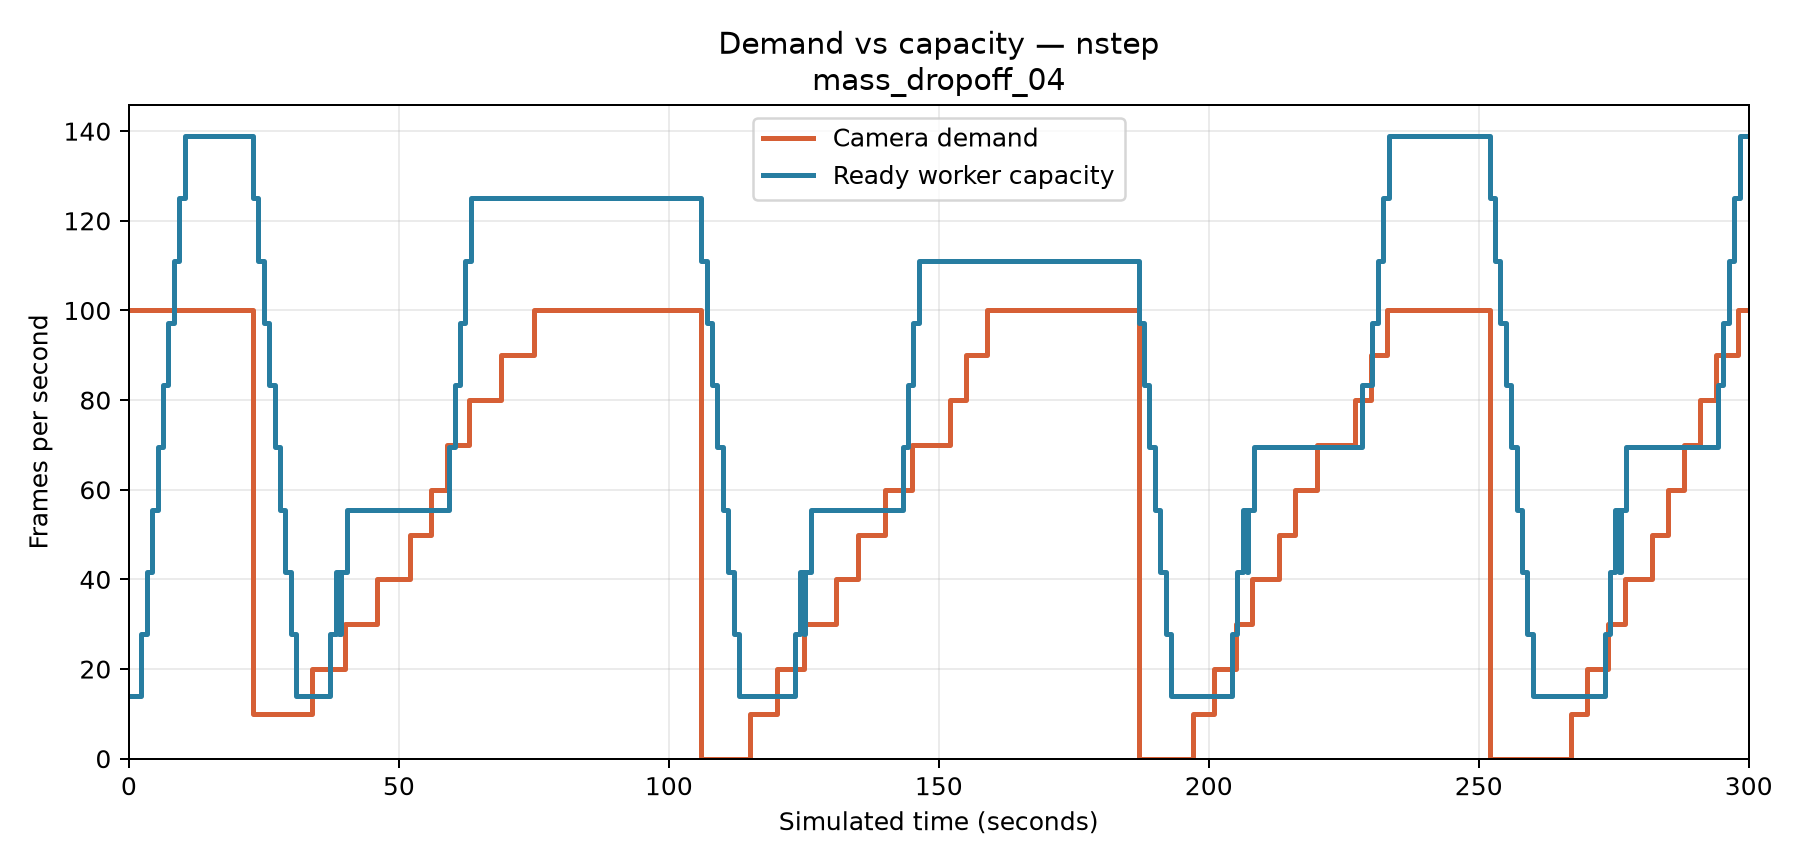 Demand vs capacity — nstep
mass_dropoff_04
Camera demand
Ready worker capacity
Frames per second
140
120
100
80
60
40
20
0
0 50 100 150 200 250 300
Simulated time (seconds)